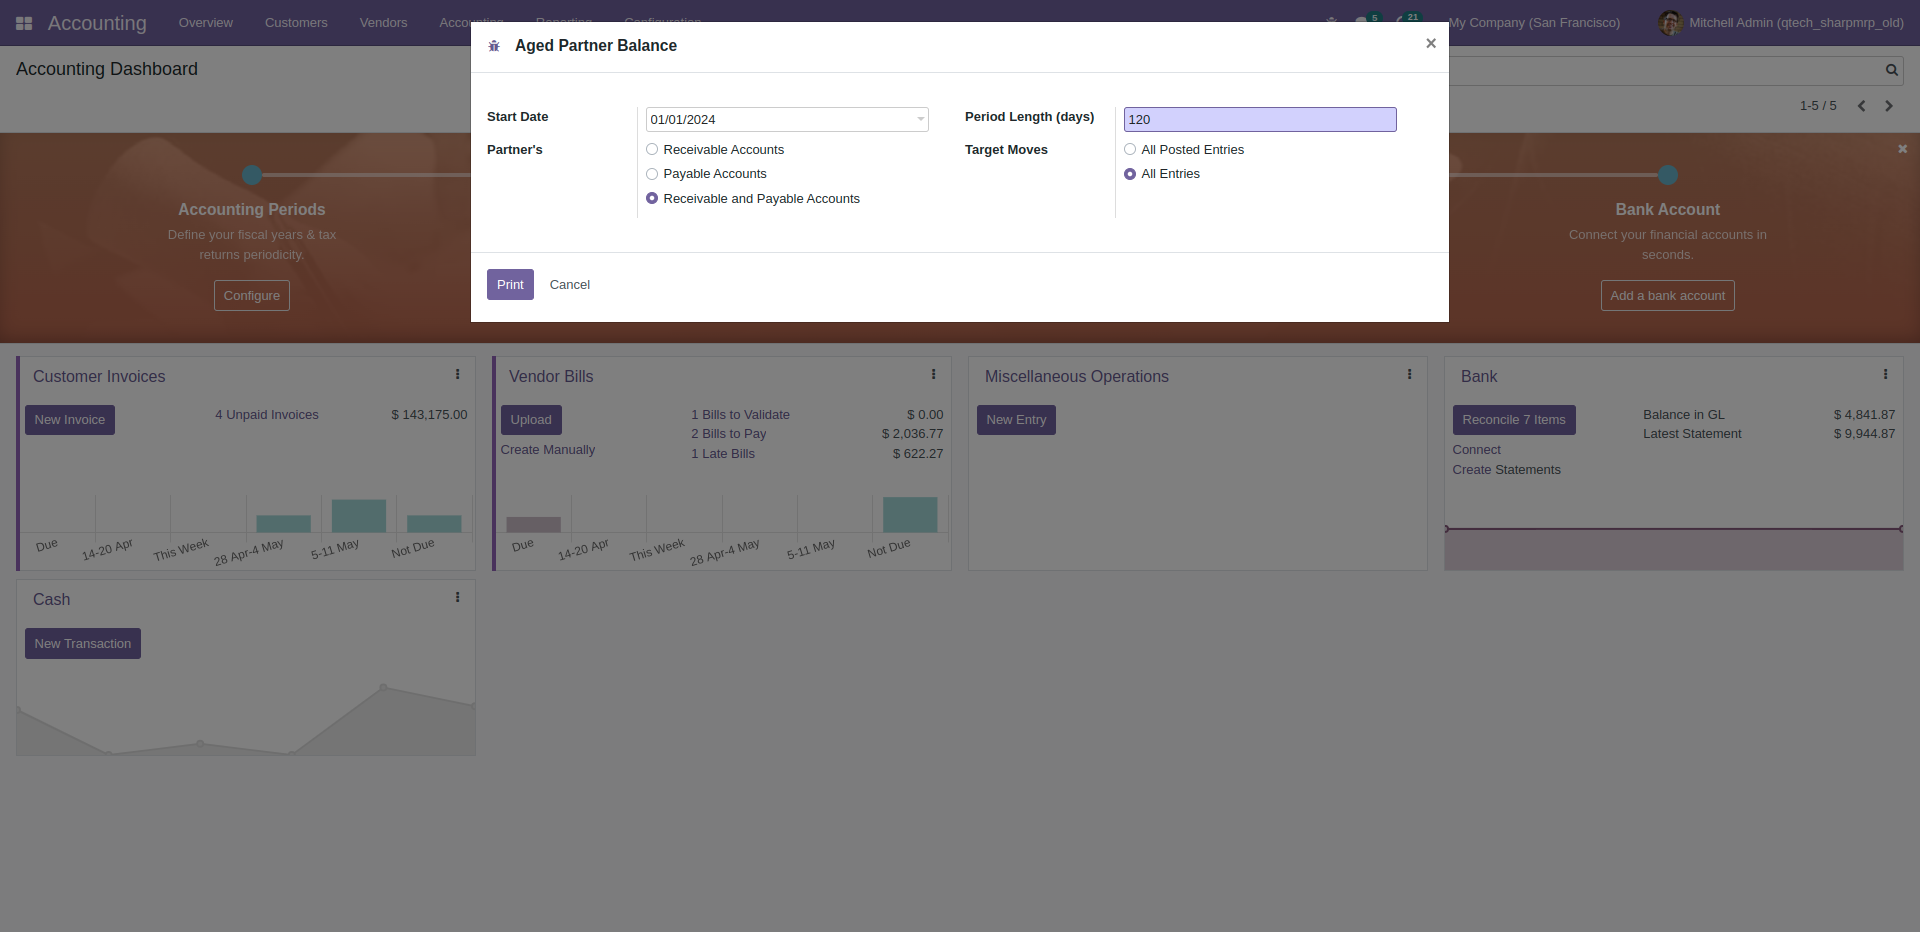 Accounting
Overview
Customers
Vendors
Accounting
Reporting
Configuration
5
21
My Company (San Francisco)
Mitchell Admin (qtech_sharpmrp_old)
Accounting Dashboard
1-5 / 5
Aged Partner Balance
×
Start Date
01/01/2024
Period Length (days)
120
Partner's
Receivable Accounts
Payable Accounts
Receivable and Payable Accounts
Target Moves
All Posted Entries
All Entries
Print
Cancel
Accounting Periods
Define your fiscal years & tax
returns periodicity.
Configure
Bank Account
Connect your financial accounts in
seconds.
Add a bank account
Customer Invoices
New Invoice
4 Unpaid Invoices
$ 143,175.00
Due
14-20 Apr
This Week
28 Apr-4 May
5-11 May
Not Due
Vendor Bills
Upload
Create Manually
1 Bills to Validate
$ 0.00
2 Bills to Pay
$ 2,036.77
1 Late Bills
$ 622.27
Due
14-20 Apr
This Week
28 Apr-4 May
5-11 May
Not Due
Miscellaneous Operations
New Entry
Bank
Reconcile 7 Items
Connect
Create Statements
Balance in GL
$ 4,841.87
Latest Statement
$ 9,944.87
Cash
New Transaction